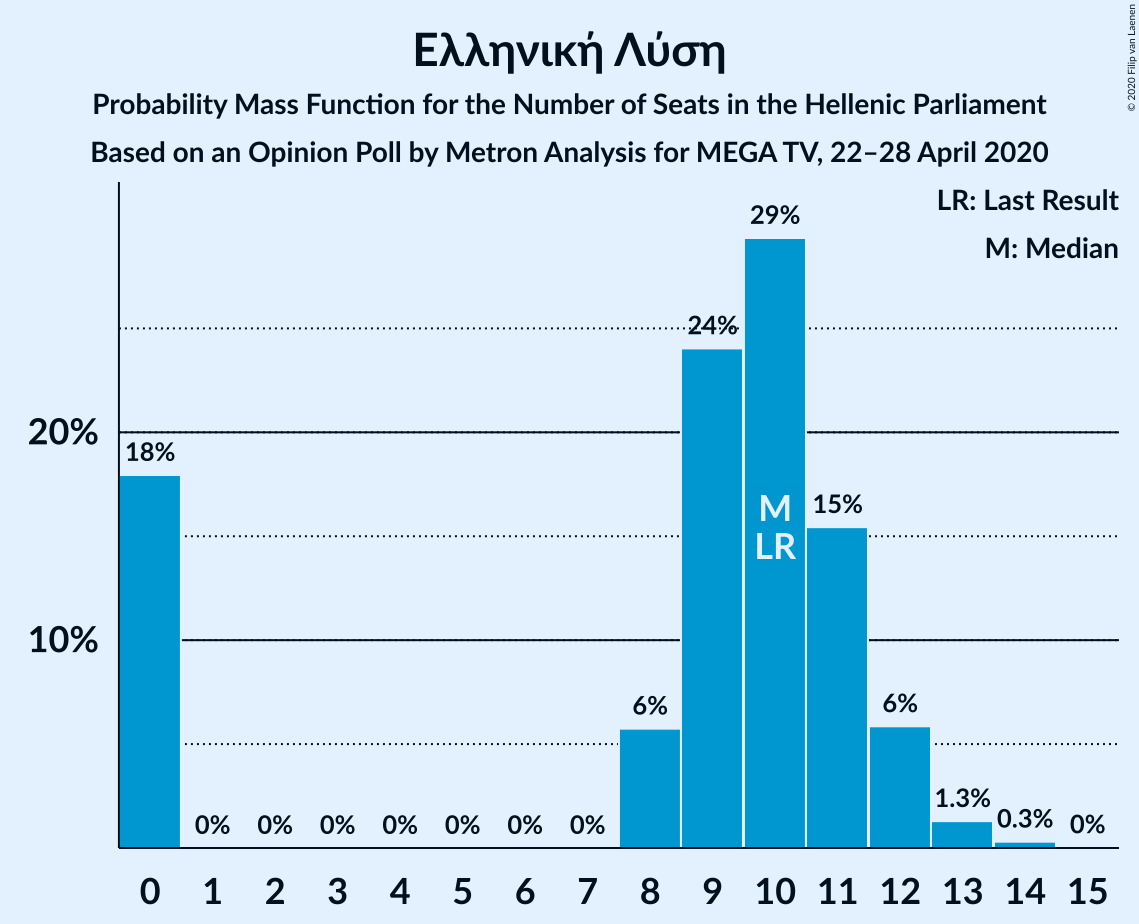 Ελληνική Λύση
Probability Mass Function for the Number of Seats in the Hellenic Parliament
Based on an Opinion Poll by Metron Analysis for MEGA TV, 22–28 April 2020
© 2020 Filip van Laenen
LR: Last Result
M: Median
20%
10%
18%
0%
0%
0%
0%
0%
0%
0%
6%
24%
29%
15%
6%
1.3%
0.3%
0%
M
LR
0 1 2 3 4 5 6 7 8 9 10 11 12 13 14 15